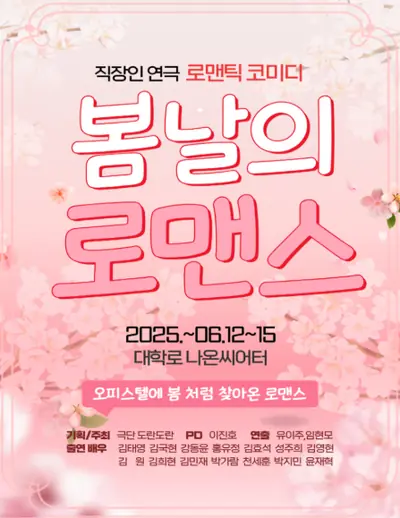 직장인 연극 로맨틱 코미디
봄날의
로맨스
2025.~06.12~15
대학로 나온씨어터
오피스텔에 봄 처럼 찾아온 로맨스
기획/주최 극단 도란도란 PD 이진호 연출 유이주,임현모
출연 배우 김태영 김국현 강동윤 홍유정 김효석 성주희 김영현
김 원 김희현 김민재 박가람 천세훈 박지민 윤재혁